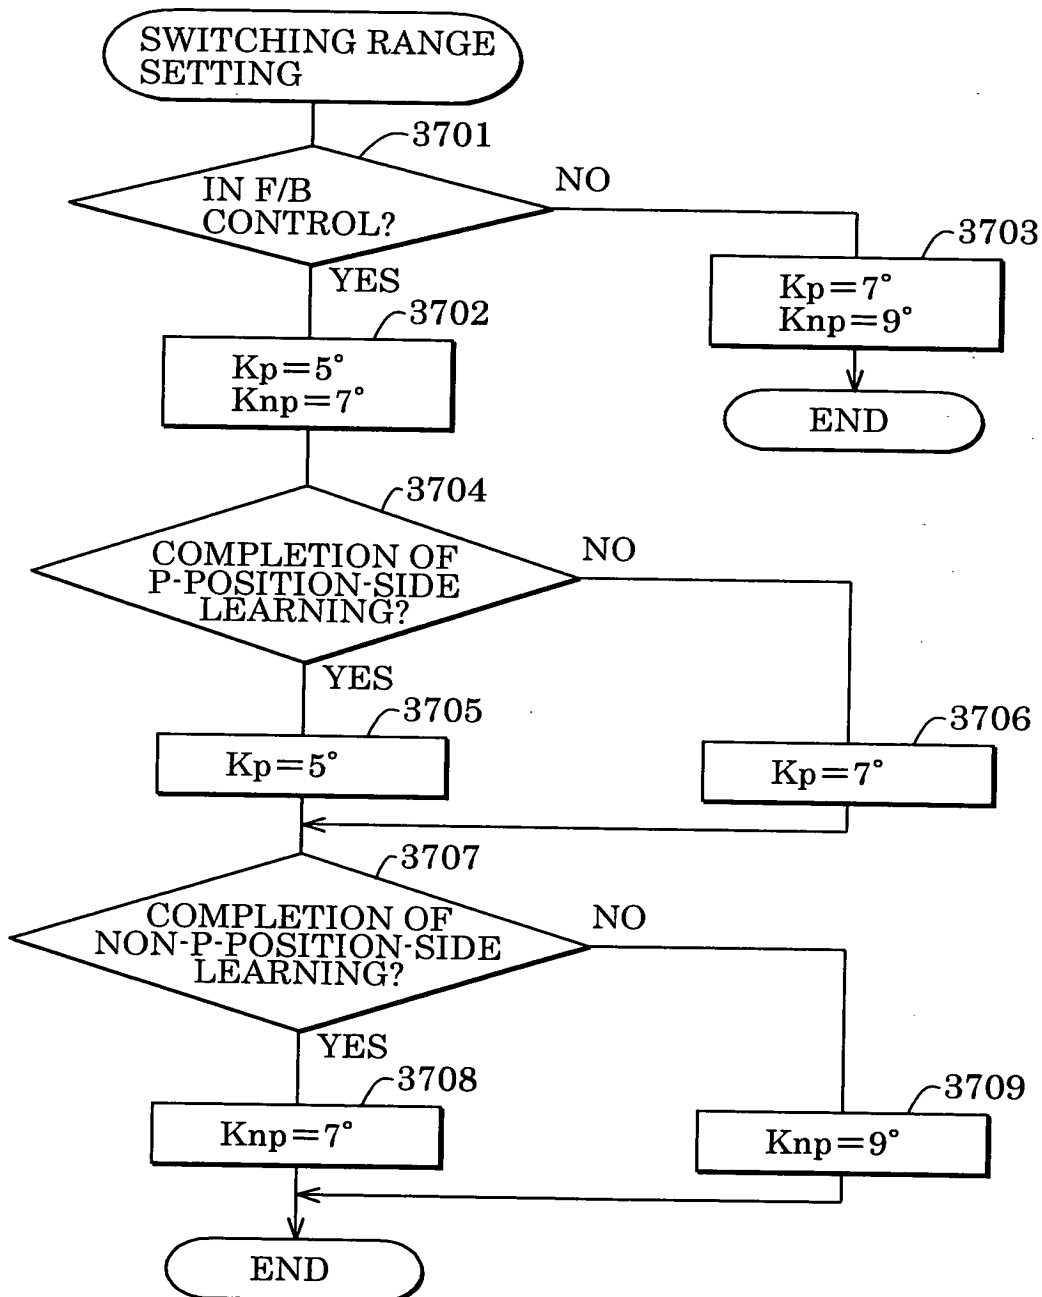 SWITCHING RANGE
SETTING
3701
IN F/B
CONTROL?
NO
YES
3703
Kp=7°
Knp=9°
END
3702
Kp=5°
Knp=7°
3704
COMPLETION OF
P-POSITION-SIDE
LEARNING?
NO
YES
3705
Kp=5°
3706
Kp=7°
3707
COMPLETION OF
NON-P-POSITION-SIDE
LEARNING?
NO
YES
3708
Knp=7°
3709
Knp=9°
END